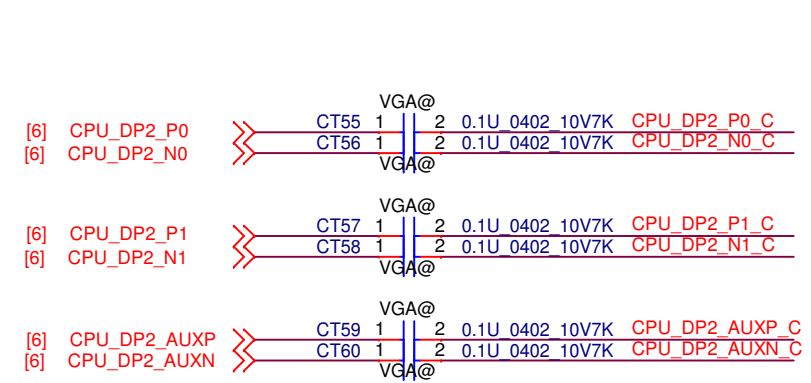 VGA@
[6] CPU_DP2_P0 CT55 1 2 0.1U_0402_10V7K CPU_DP2_P0_C
[6] CPU_DP2_N0 CT56 1 2 0.1U_0402_10V7K CPU_DP2_N0_C
VGA@
VGA@
[6] CPU_DP2_P1 CT57 1 2 0.1U_0402_10V7K CPU_DP2_P1_C
[6] CPU_DP2_N1 CT58 1 2 0.1U_0402_10V7K CPU_DP2_N1_C
VGA@
VGA@
[6] CPU_DP2_AUXP CT59 1 2 0.1U_0402_10V7K CPU_DP2_AUXP_C
[6] CPU_DP2_AUXN CT60 1 2 0.1U_0402_10V7K CPU_DP2_AUXN_C
VGA@